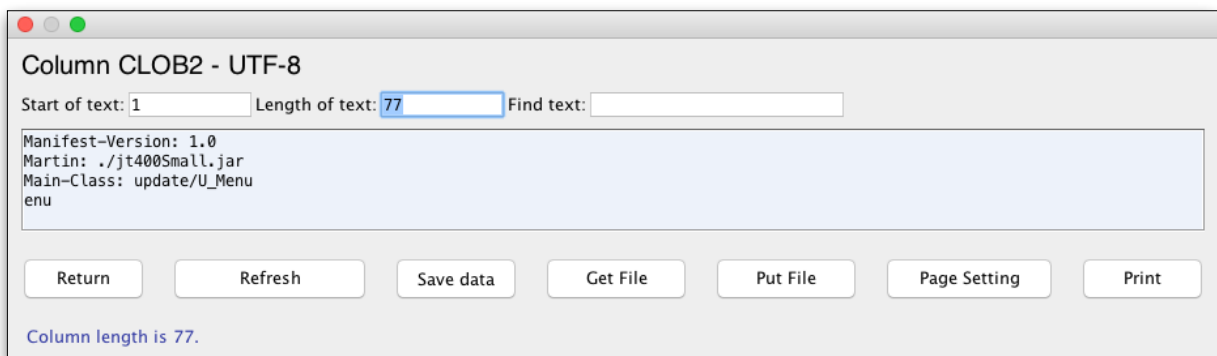 Column CLOB2 - UTF-8
Start of text: 1 Length of text: 77 Find text:
Manifest-Version: 1.0
Martin: ./jt400Small.jar
Main-Class: update/U_Menu
enu
Return Refresh Save data Get File Put File Page Setting Print
Column length is 77.